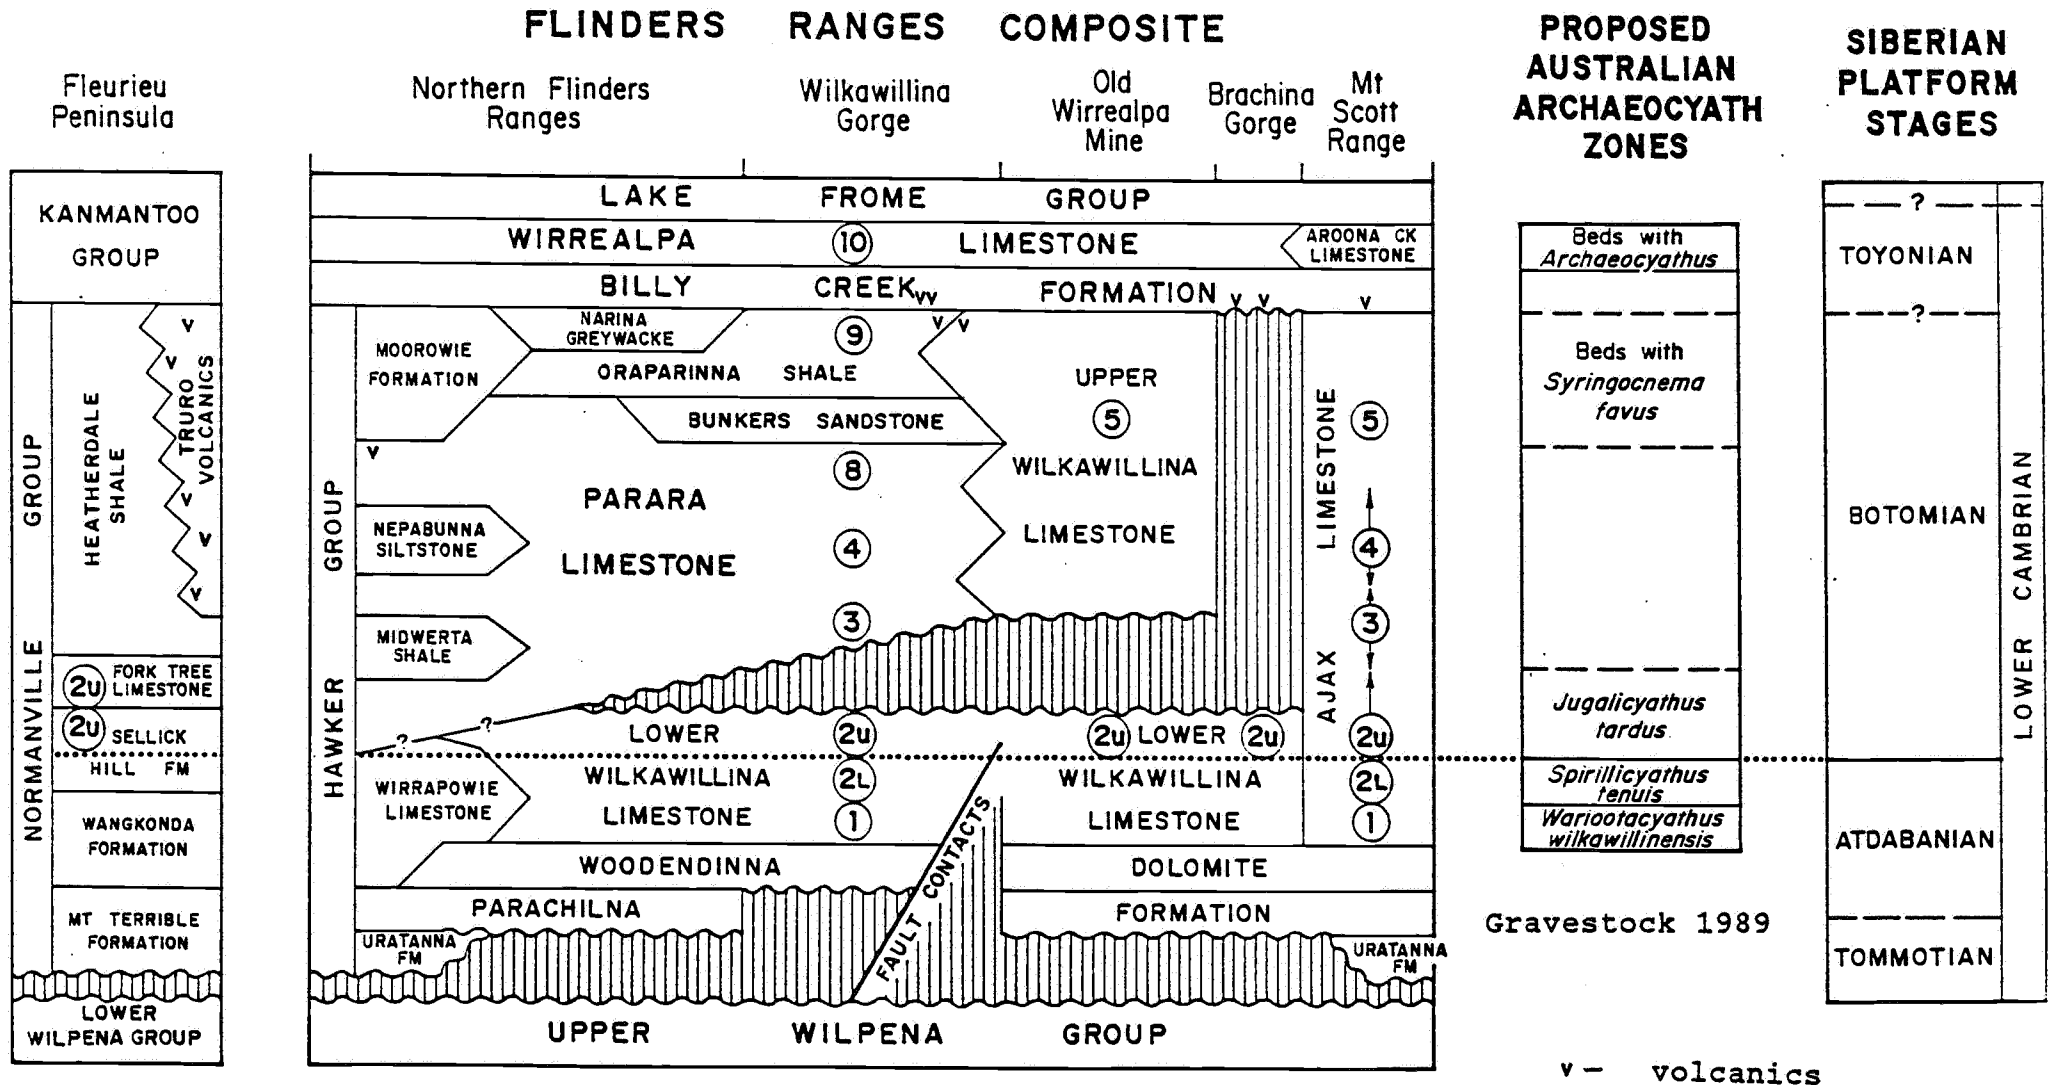 FLINDERS RANGES COMPOSITE
Fleurieu
Peninsula
Northern Flinders
Ranges
Wilkawillina
Gorge
Old
Wirrealpa
Mine
Brachina
Gorge
Mt
Scott
Range
PROPOSED
AUSTRALIAN
ARCHAEOCYATH
ZONES
SIBERIAN
PLATFORM
STAGES
KANMANTOO
GROUP
NORMANVILLE GROUP
HEATHERDALE
SHALE
TRURO
VOLCANICS
v
v
v
v
v
2U FORK TREE
LIMESTONE
2U SELLICK
HILL FM
WANGKONDA
FORMATION
MT TERRIBLE
FORMATION
LOWER
WILPENA GROUP
LAKE FROME GROUP
WIRREALPA 10 LIMESTONE
AROONA CK
LIMESTONE
BILLY CREEK vv FORMATION v v v
HAWKER GROUP
MOOROWIE
FORMATION
v
NARINA
GREYWACKE
9 v v
ORAPARINNA SHALE
BUNKERS SANDSTONE
8
PARARA
LIMESTONE
4
3
NEPABUNNA
SILTSTONE
MIDWERTA
SHALE
UPPER
5
WILKAWILLINA
LIMESTONE
AJAX LIMESTONE
5
4
3
2U
2L
1
? ?
LOWER 2U
WILKAWILLINA 2L
LIMESTONE 1
2U LOWER 2U
WILKAWILLINA
LIMESTONE
WIRRAPOWIE
LIMESTONE
FAULT CONTACTS
WOODENDINNA DOLOMITE
PARACHILNA FORMATION
URATANNA
FM
URATANNA
FM
UPPER WILPENA GROUP
Beds with
Archaeocyathus
Beds with
Syringocnema
favus
Jugalicyathus
tardus
Spirillicyathus
tenuis
Wariootacyathus
wilkawillinensis
?
TOYONIAN
?
BOTOMIAN
ATDABANIAN
TOMMOTIAN
LOWER CAMBRIAN
Gravestock 1989
v — volcanics